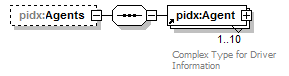 pidx:Agents
pidx:Agent
1..10
Complex Type for Driver
Information